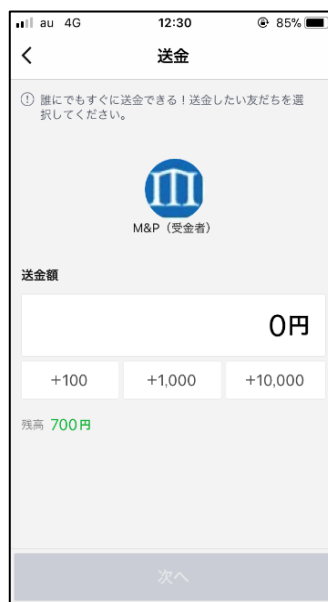 au 4G 12:30 85%
送金
誰にでもすぐに送金できる！送金したい友だちを選
択してください。
M&P（受金者）
送金額
0円
+100 +1,000 +10,000
残高 700円
次へ